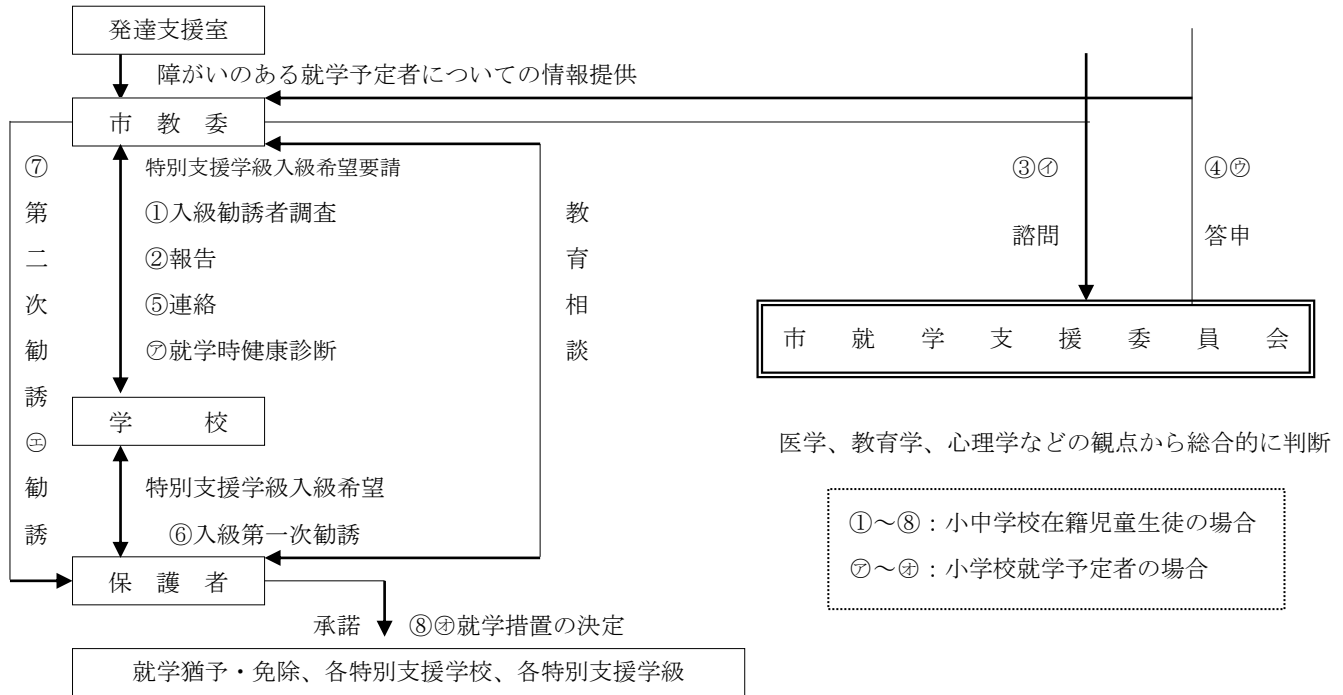 発達支援室
障がいのある就学予定者についての情報提供
市教委
特別支援学級入級希望要請
①入級勧誘者調査
②報告
⑤連絡
㋐就学時健康診断
⑦第二次勧誘㋓勧誘
教育相談
③㋑
諮問
④㋒
答申
市就学支援委員会
学校
医学、教育学、心理学などの観点から総合的に判断
特別支援学級入級希望
⑥入級第一次勧誘
①～⑧：小中学校在籍児童生徒の場合
㋐～㋔：小学校就学予定者の場合
保護者
承諾
⑧㋔就学措置の決定
就学猶予・免除、各特別支援学校、各特別支援学級